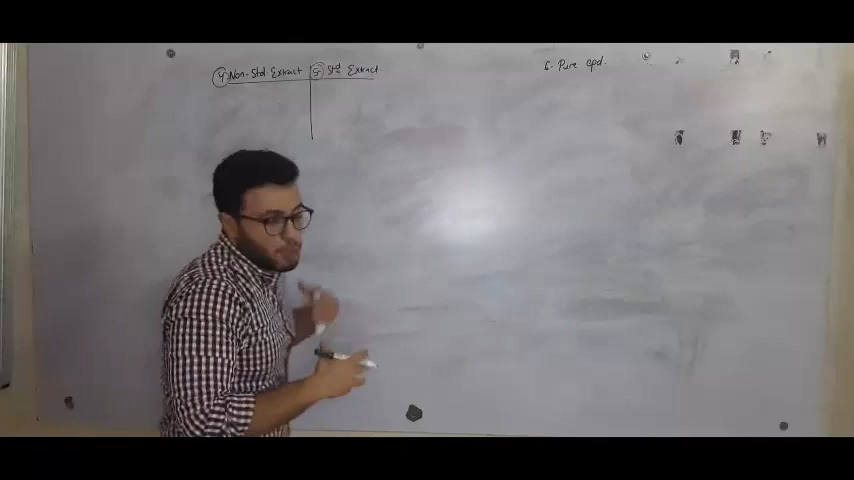 4. Non-Std Extract
5- Std Extract
6- Pure cpd.